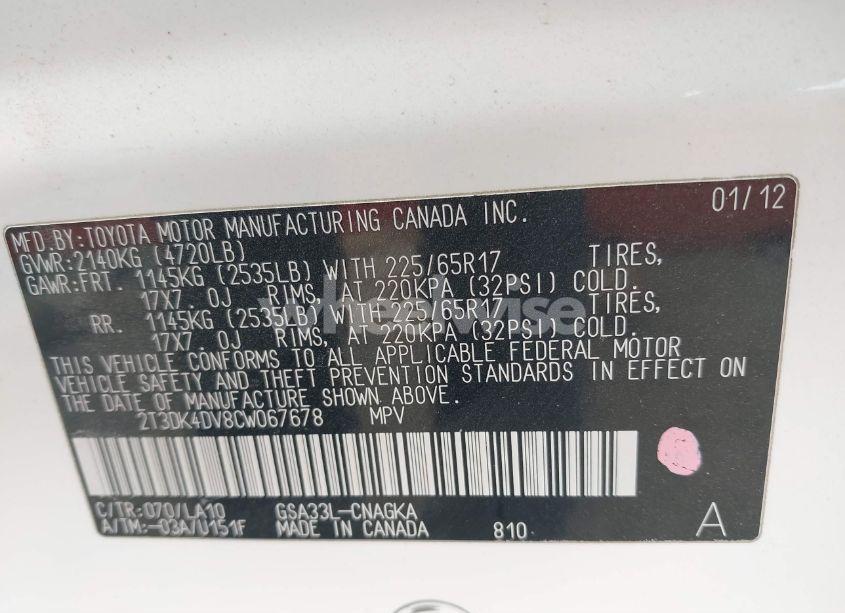 01/12
MFD.BY:TOYOTA MOTOR MANUFACTURING CANADA INC.
GVWR:2140KG (4720LB)
GAWR:FRT. 1145KG (2535LB) WITH 225/65R17 TIRES,
17X7.0J RIMS, AT 220KPA (32PSI) COLD.
RR. 1145KG (2535LB) WITH 225/65R17 TIRES,
17X7.0J RIMS, AT 220KPA (32PSI) COLD.
THIS VEHICLE CONFORMS TO ALL APPLICABLE FEDERAL MOTOR
VEHICLE SAFETY AND THEFT PREVENTION STANDARDS IN EFFECT ON
THE DATE OF MANUFACTURE SHOWN ABOVE.
2T3DK4DV8CW067678 MPV
C/TR:070/LA10 GSA33L-CNAGKA
A/TM:-03A/U151F MADE IN CANADA 810 A
wheelwise